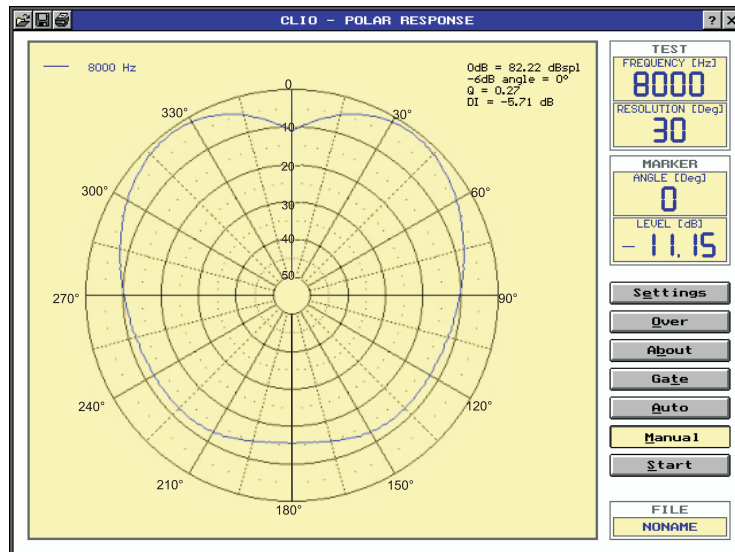 CLIO - POLAR RESPONSE
? ×
8000 Hz
0dB = 82.22 dBspl
-6dB angle = 0°
Q = 0.27
DI = -5.71 dB
0
330°
30°
10
20
300°
60°
30
40
50
270°
90°
240°
120°
210°
150°
180°
TEST
FREQUENCY [Hz]
8000
RESOLUTION [Deg]
30
MARKER
ANGLE [Deg]
0
LEVEL [dB]
- 11.15
Settings
Over
About
Gate
Auto
Manual
Start
FILE
NONAME